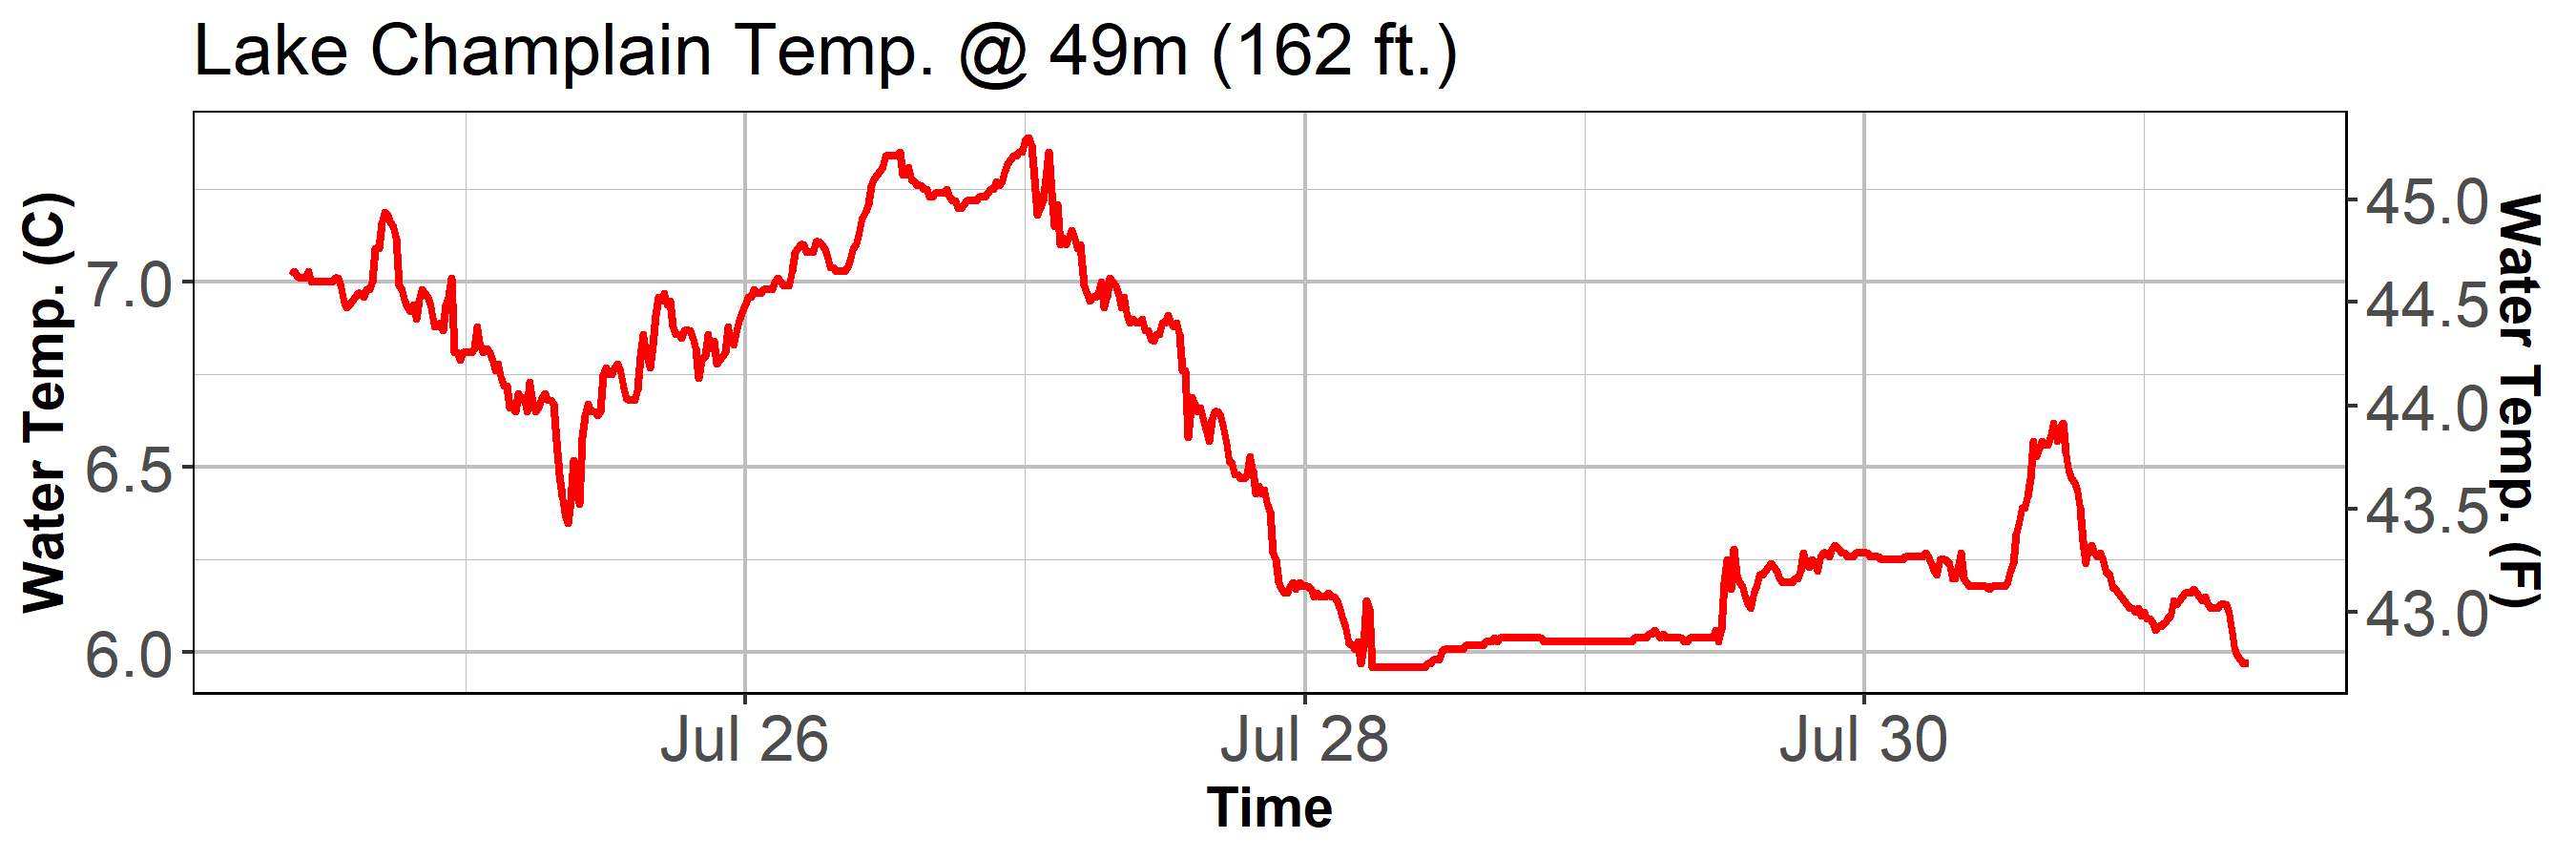 Lake Champlain Temp. @ 49m (162 ft.)
Water Temp. (C)
7.0
6.5
6.0
45.0
44.5
44.0
43.5
43.0
Water Temp. (F)
Jul 26 Jul 28 Jul 30
Time